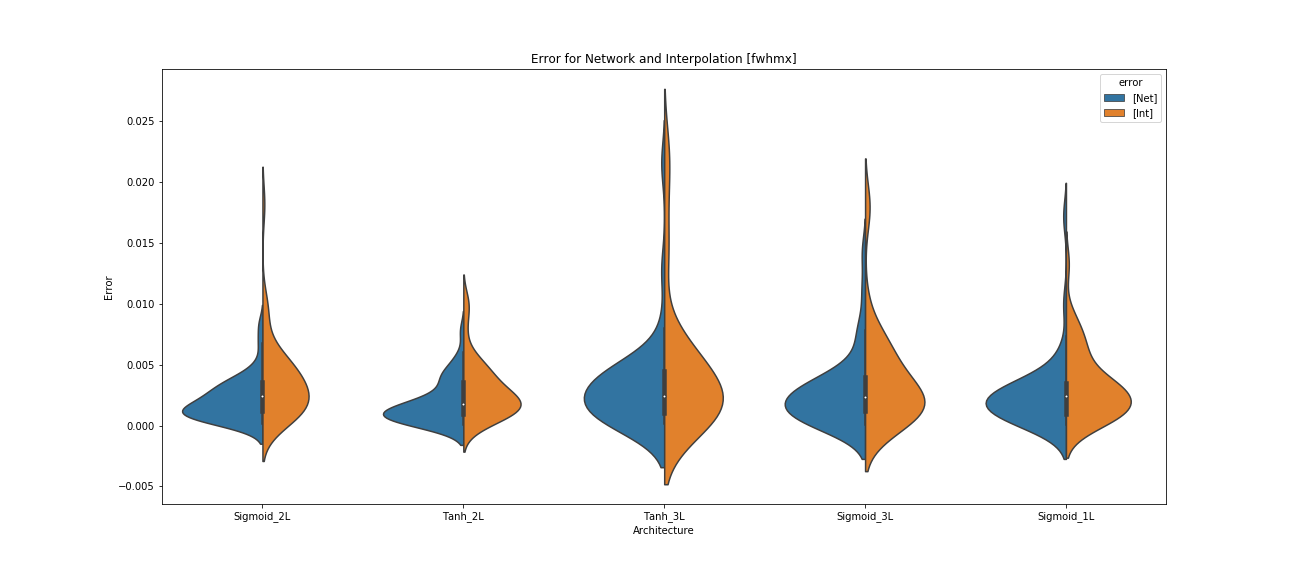 Error for Network and Interpolation [fwhmx]
error
[Net]
[Int]
0.025
0.020
0.015
0.010
0.005
0.000
−0.005
Error
Sigmoid_2L
Tanh_2L
Tanh_3L
Sigmoid_3L
Sigmoid_1L
Architecture